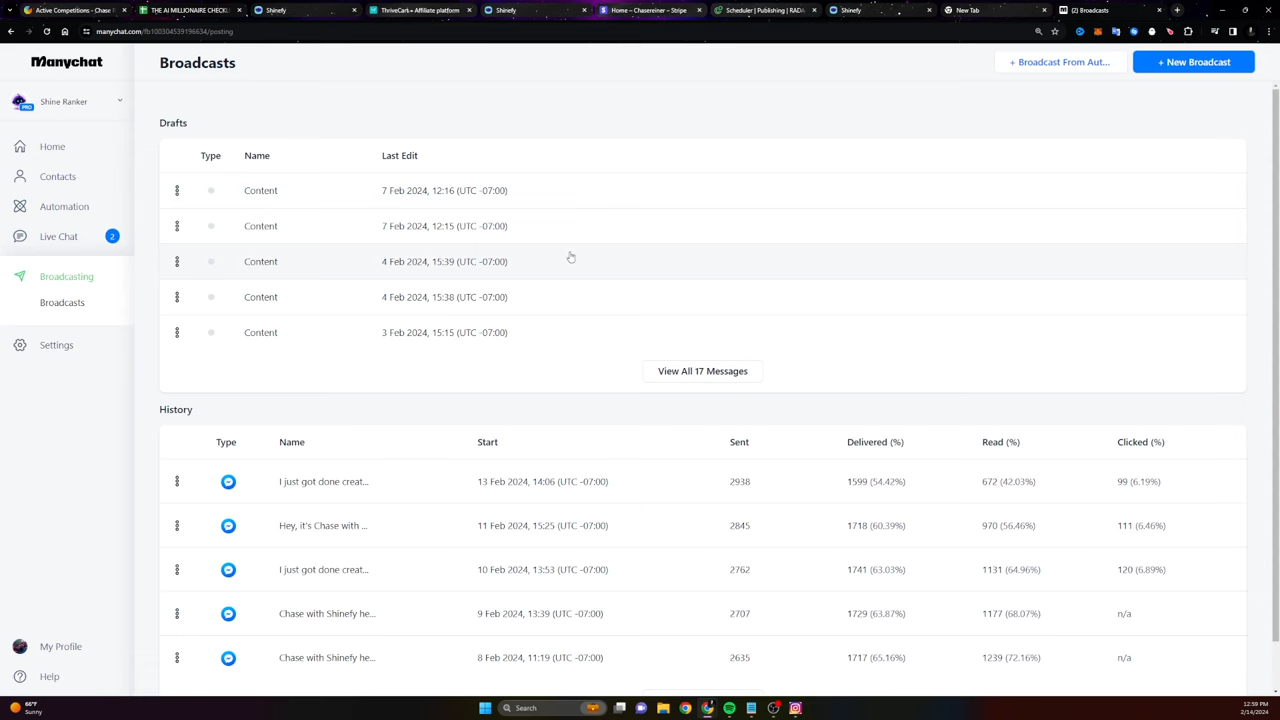 Active Competitions - Chase
THE AI MILLIONAIRE CHECKLI
Shinefy
ThriveCart + Affiliate platform
Shinefy
Home – Chasereiner – Stripe
Scheduler | Publishing | RADA
Shinefy
New Tab
(2) Broadcasts
manychat.com/fb100304539196634/posting
Manychat
Broadcasts
+ Broadcast From Aut...
+ New Broadcast
PRO
Shine Ranker
Home
Contacts
Automation
Live Chat
2
Broadcasting
Broadcasts
Settings
My Profile
Help
Drafts
Type Name Last Edit
Content 7 Feb 2024, 12:16 (UTC -07:00)
Content 7 Feb 2024, 12:15 (UTC -07:00)
Content 4 Feb 2024, 15:39 (UTC -07:00)
Content 4 Feb 2024, 15:38 (UTC -07:00)
Content 3 Feb 2024, 15:15 (UTC -07:00)
View All 17 Messages
History
Type Name Start Sent Delivered (%) Read (%) Clicked (%)
I just got done creat... 13 Feb 2024, 14:06 (UTC -07:00) 2938 1599 (54.42%) 672 (42.03%) 99 (6.19%)
Hey, it's Chase with ... 11 Feb 2024, 15:25 (UTC -07:00) 2845 1718 (60.39%) 970 (56.46%) 111 (6.46%)
I just got done creat... 10 Feb 2024, 13:53 (UTC -07:00) 2762 1741 (63.03%) 1131 (64.96%) 120 (6.89%)
Chase with Shinefy he... 9 Feb 2024, 13:39 (UTC -07:00) 2707 1729 (63.87%) 1177 (68.07%) n/a
Chase with Shinefy he... 8 Feb 2024, 11:19 (UTC -07:00) 2635 1717 (65.16%) 1239 (72.16%) n/a
66°F
Sunny
Search
12:59 PM
2/14/2024